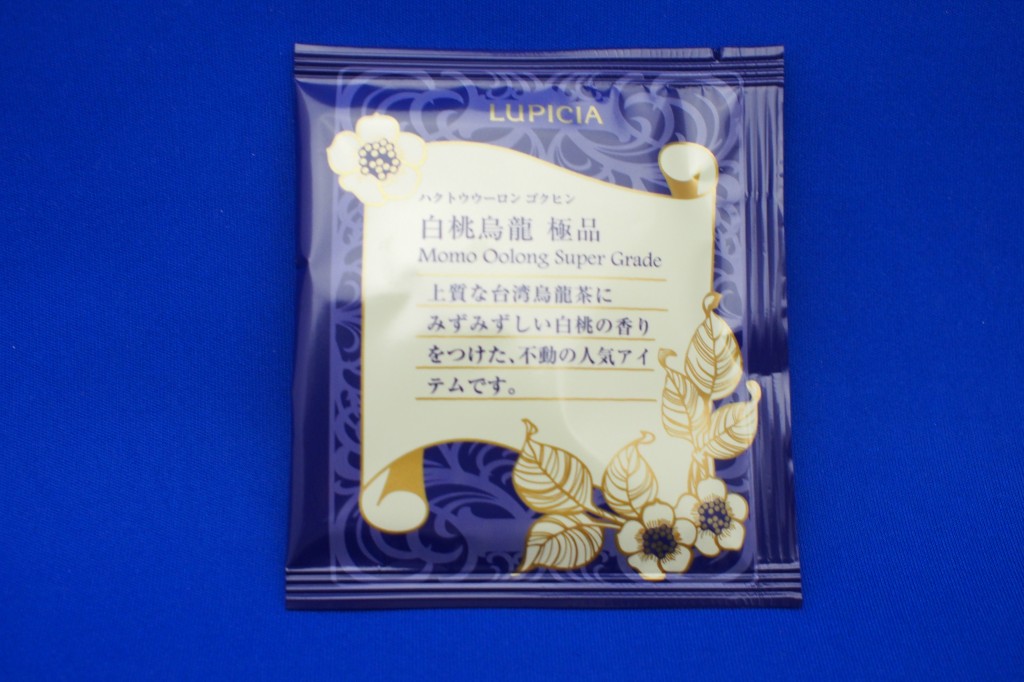 LUPICIA
ハクトウウーロン ゴクヒン
白桃烏龍 極品
Momo Oolong Super Grade
上質な台湾烏龍茶に
みずみずしい白桃の香り
をつけた、不動の人気アイ
テムです。